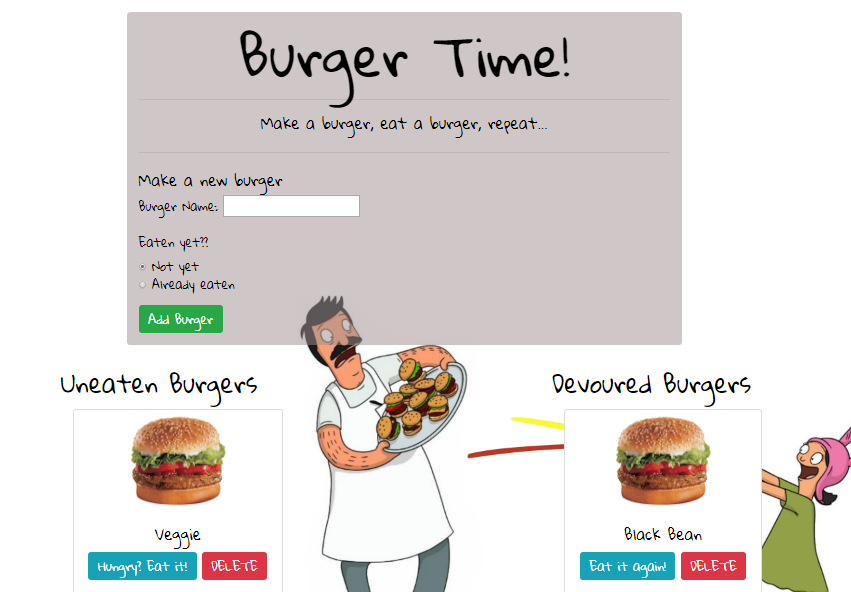 Burger Time!
Make a burger, eat a burger, repeat...
Make a new burger
Burger Name:
Eaten yet??
Not yet
Already eaten
Add Burger
Uneaten Burgers
Veggie
Hungry? Eat it!
DELETE
Devoured Burgers
Black Bean
Eat it again!
DELETE